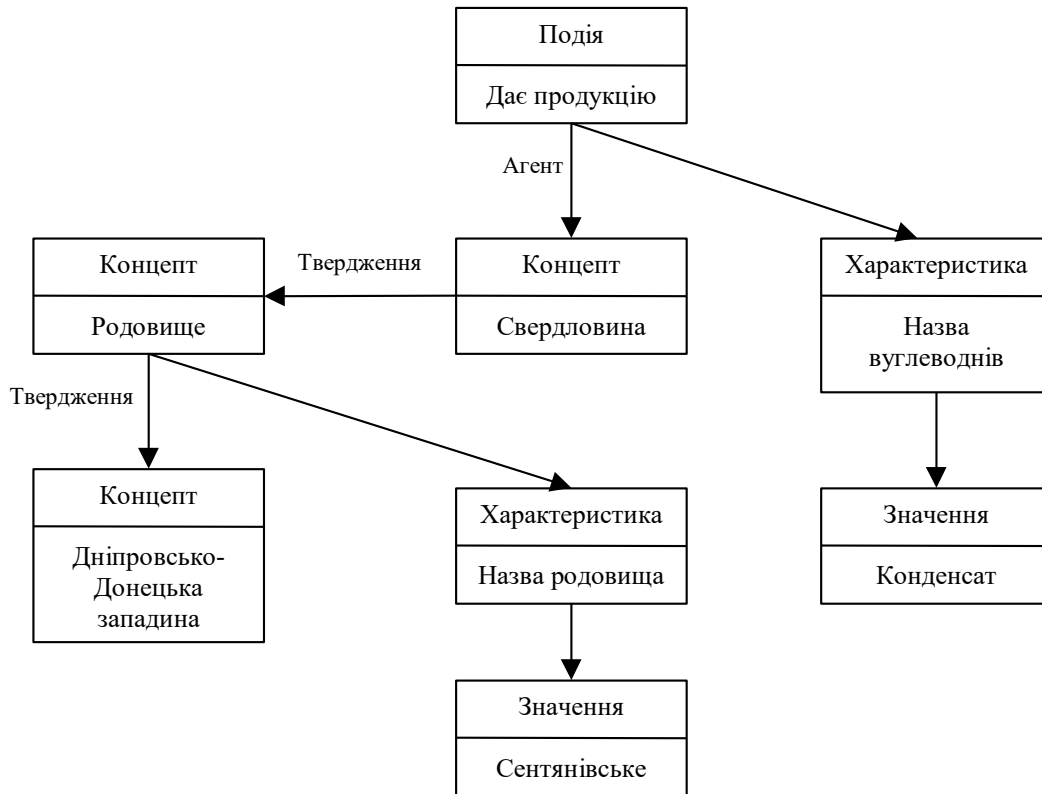 Подія
Дає продукцію
Агент
Концепт
Родовище
Твердження
Концепт
Свердловина
Характеристика
Назва
вуглеводнів
Твердження
Концепт
Дніпровсько-
Донецька
западина
Характеристика
Назва родовища
Значення
Конденсат
Значення
Сентянівське